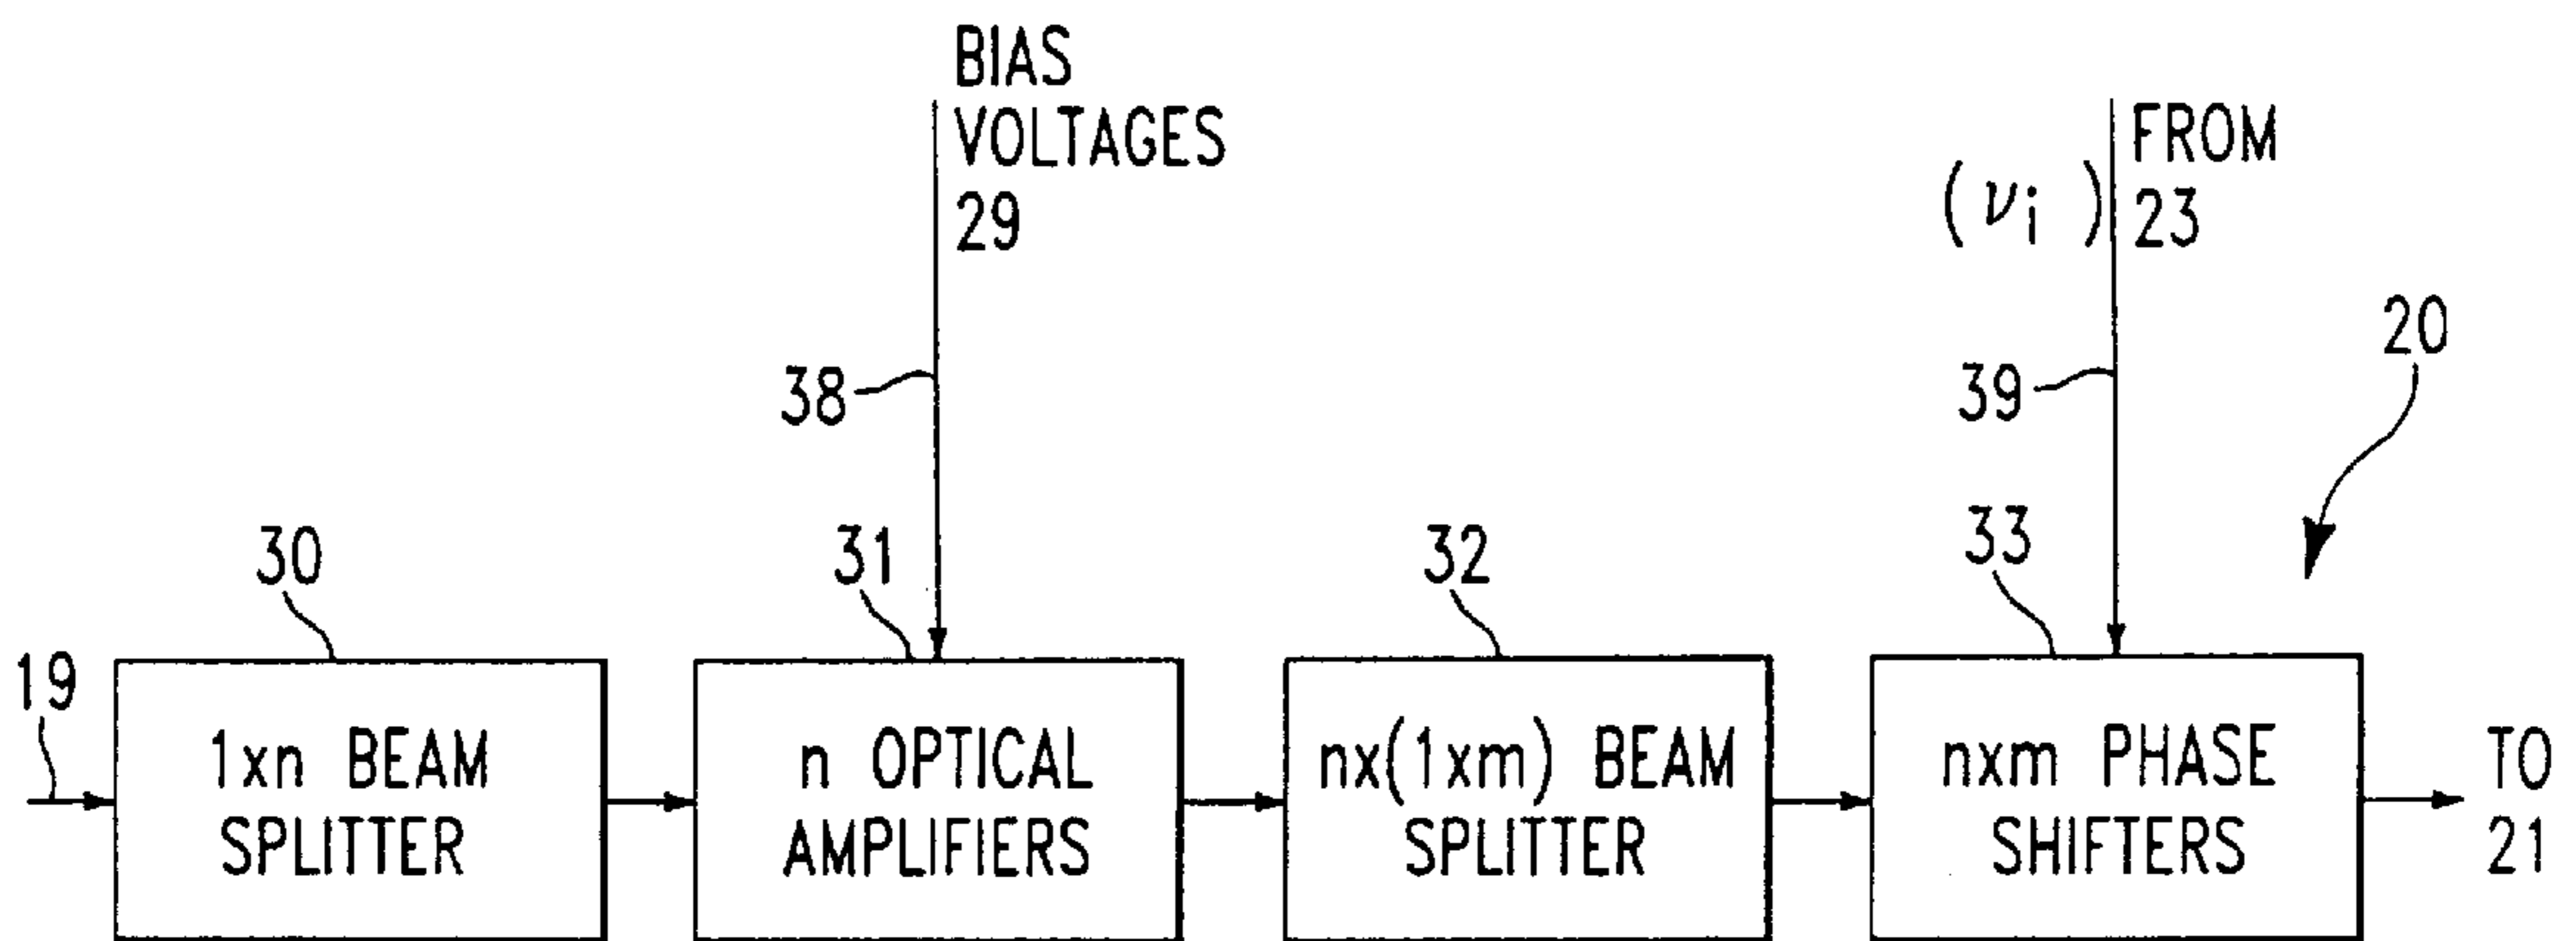 BIAS
VOLTAGES
29
FROM
(νi) 23
20
38
39
30
31
32
33
19
1xn BEAM
SPLITTER
n OPTICAL
AMPLIFIERS
nx(1xm) BEAM
SPLITTER
nxm PHASE
SHIFTERS
TO
21